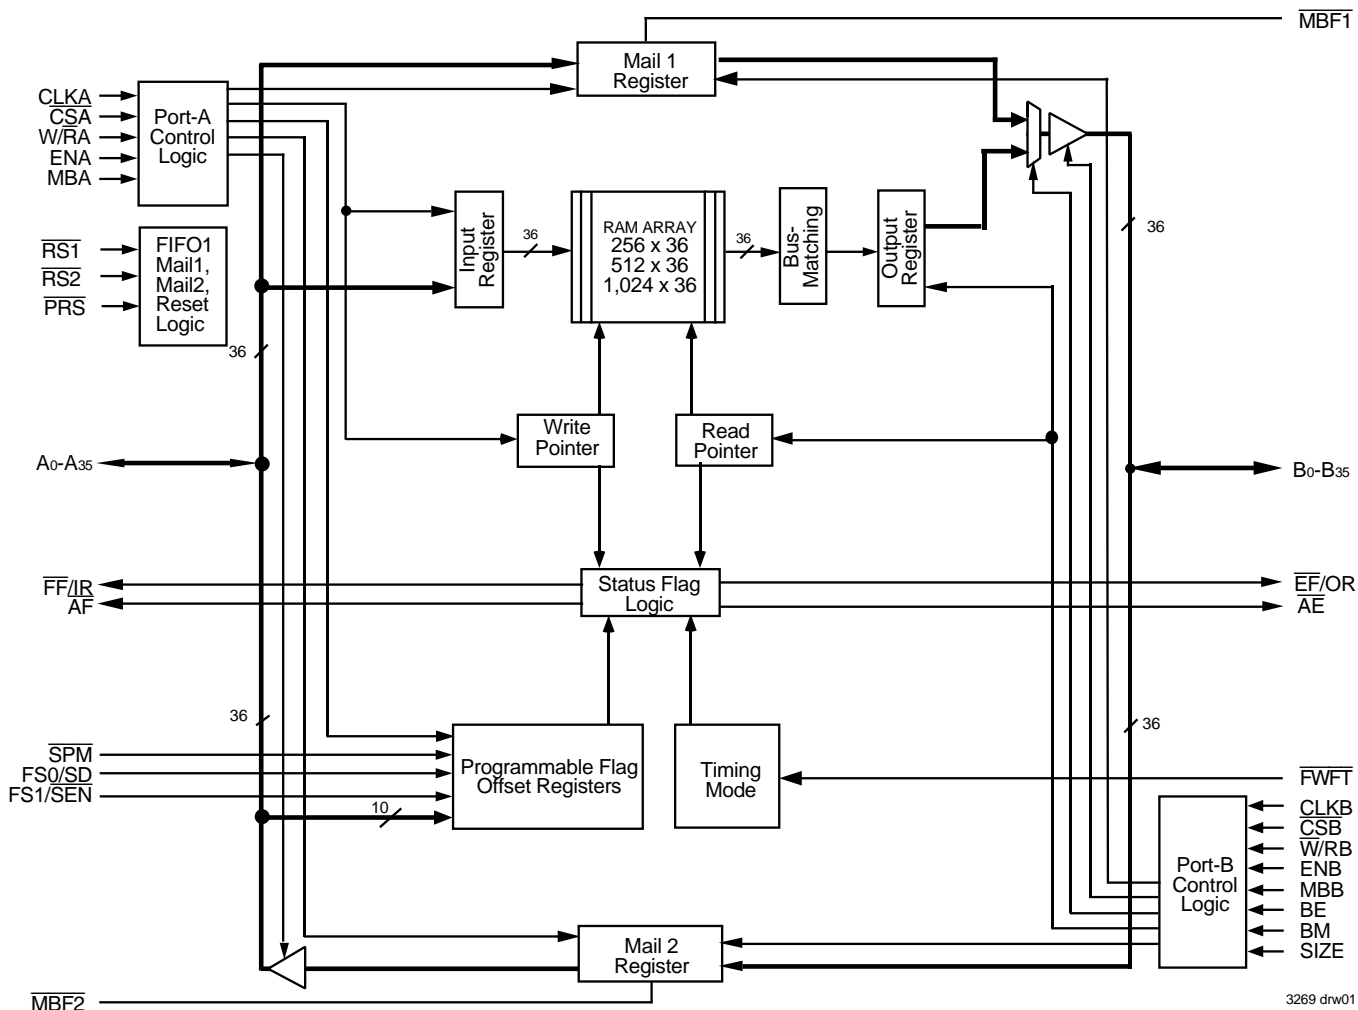 MBF1
Mail 1
Register
CLKA
CSA
W/RA
ENA
MBA
Port-A
Control
Logic
RS1
RS2
PRS
FIFO1
Mail1,
Mail2,
Reset
Logic
36
Input
Register
36
RAM ARRAY
256 x 36
512 x 36
1,024 x 36
36
Bus-
Matching
Output
Register
36
Write
Pointer
Read
Pointer
A0-A35
B0-B35
FF/IR
AF
Status Flag
Logic
EF/OR
AE
36
36
SPM
FS0/SD
FS1/SEN
10
Programmable Flag
Offset Registers
Timing
Mode
FWFT
Port-B
Control
Logic
CLKB
CSB
W/RB
ENB
MBB
BE
BM
SIZE
Mail 2
Register
MBF2
3269 drw01